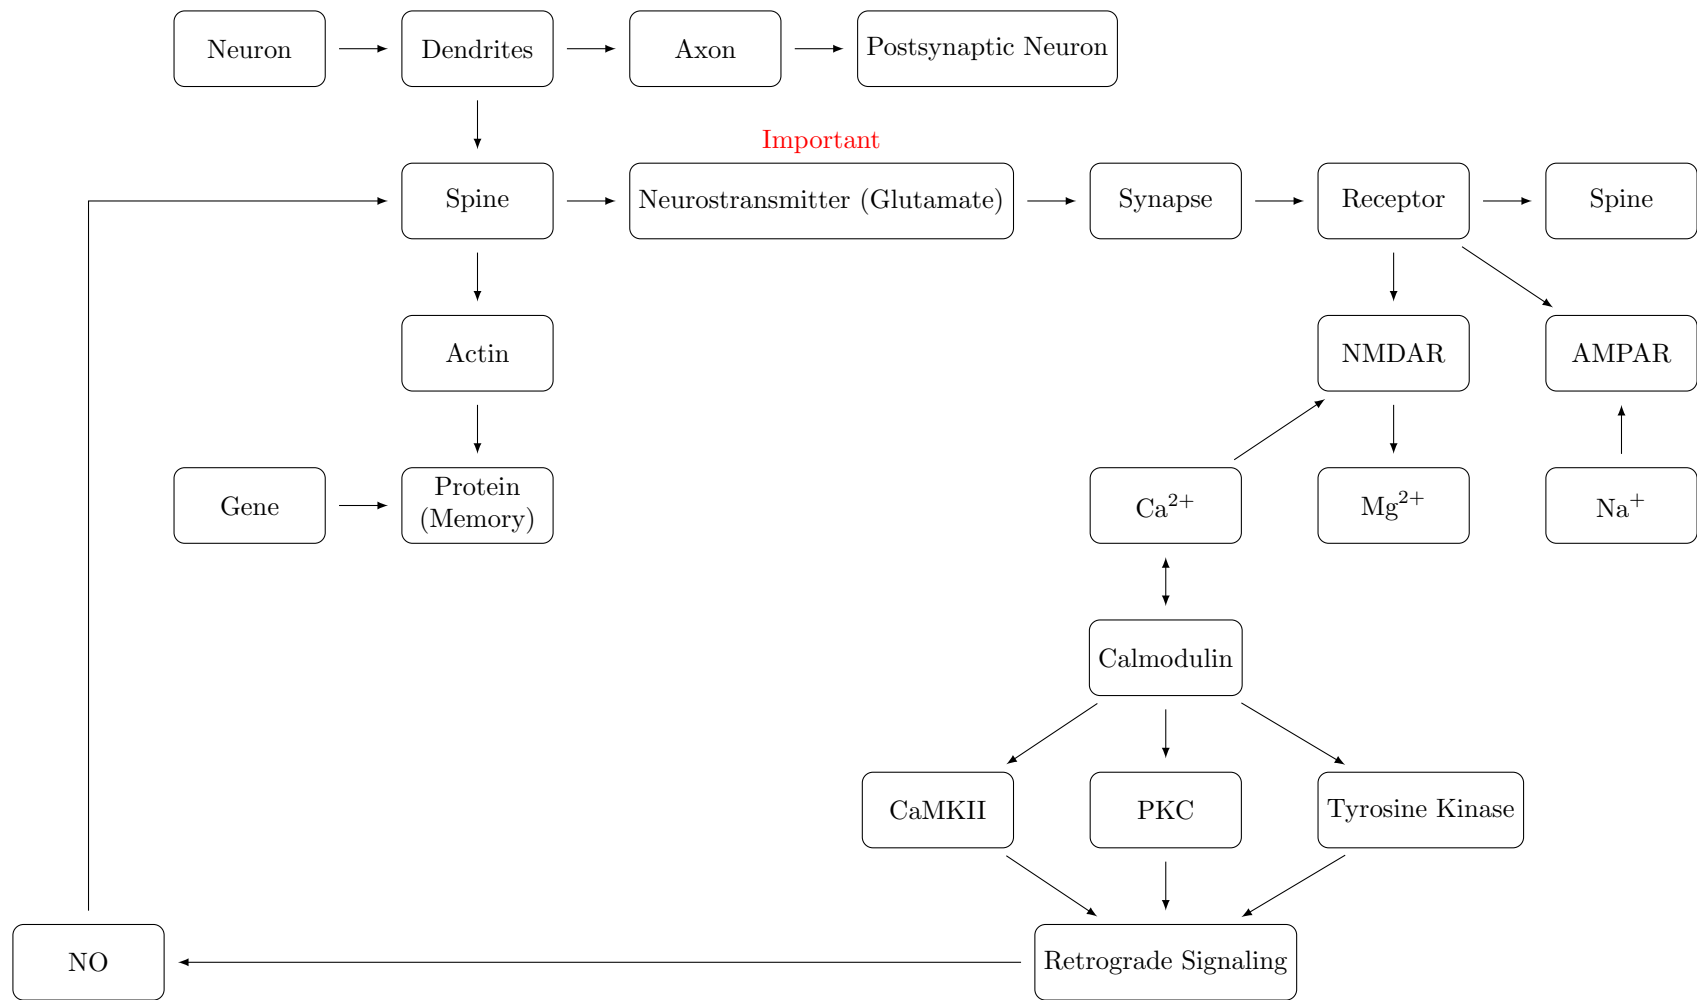 Neuron
Dendrites
Axon
Postsynaptic Neuron
Important
Spine
Neurostransmitter (Glutamate)
Synapse
Receptor
Spine
Actin
NMDAR
AMPAR
Gene
Protein
(Memory)
Ca²⁺
Mg²⁺
Na⁺
Calmodulin
CaMKII
PKC
Tyrosine Kinase
NO
Retrograde Signaling